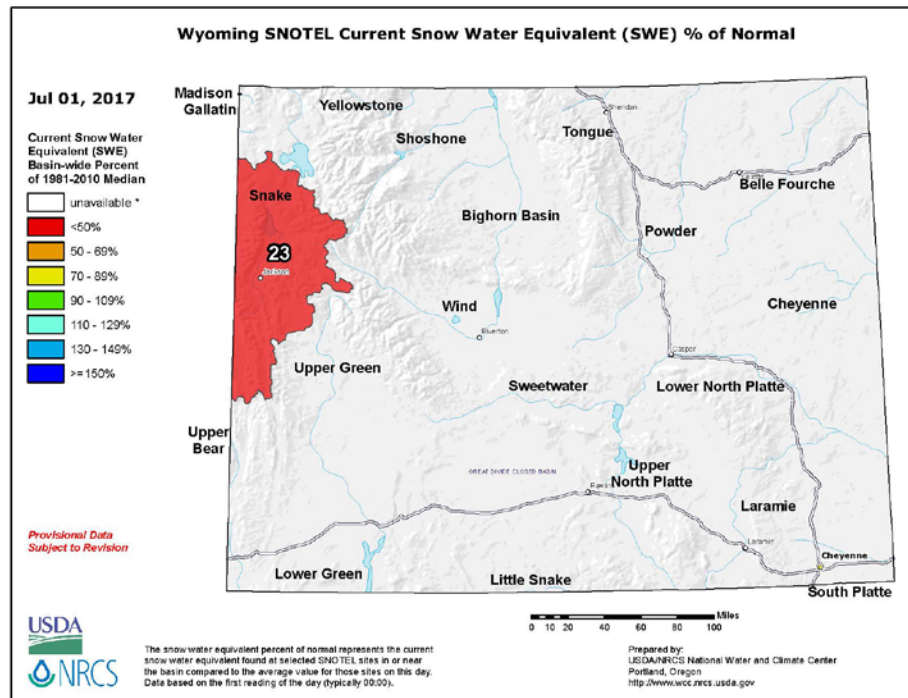 Wyoming SNOTEL Current Snow Water Equivalent (SWE) % of Normal
Jul 01, 2017
Current Snow Water
Equivalent (SWE)
Basin-wide Percent
of 1981-2010 Median
unavailable *
<50%
50 - 69%
70 - 89%
90 - 109%
110 - 129%
130 - 149%
>=150%
Provisional Data
Subject to Revision
Madison
Gallatin
Yellowstone
Shoshone
Tongue
Sheridan
Belle Fourche
Snake
23
Jackson
Bighorn Basin
Powder
Wind
Riverton
Cheyenne
Casper
Upper Green
Sweetwater
Lower North Platte
Upper
Bear
GREAT DIVIDE CLOSED BASIN
Upper
North Platte
Rawlins
Laramie
Laramie
Cheyenne
Lower Green
Little Snake
South Platte
USDA
NRCS
The snow water equivalent percent of normal represents the current
snow water equivalent found at selected SNOTEL sites in or near
the basin compared to the average value for those sites on this day.
Data based on the first reading of the day (typically 00:00).
Miles
0 10 20 40 60 80 100
Prepared by:
USDA/NRCS National Water and Climate Center
Portland, Oregon
http://www.wcc.nrcs.usda.gov